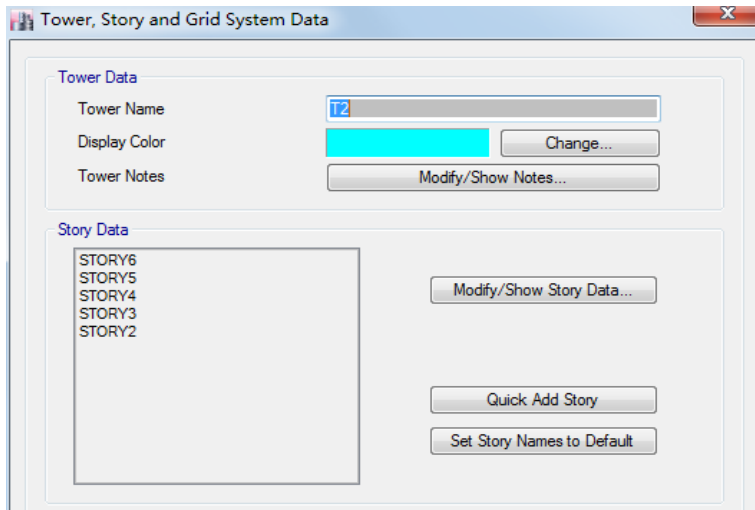 Tower, Story and Grid System Data
Tower Data
Tower Name
T2
Display Color
Change...
Tower Notes
Modify/Show Notes...
Story Data
STORY6
STORY5
STORY4
STORY3
STORY2
Modify/Show Story Data...
Quick Add Story
Set Story Names to Default